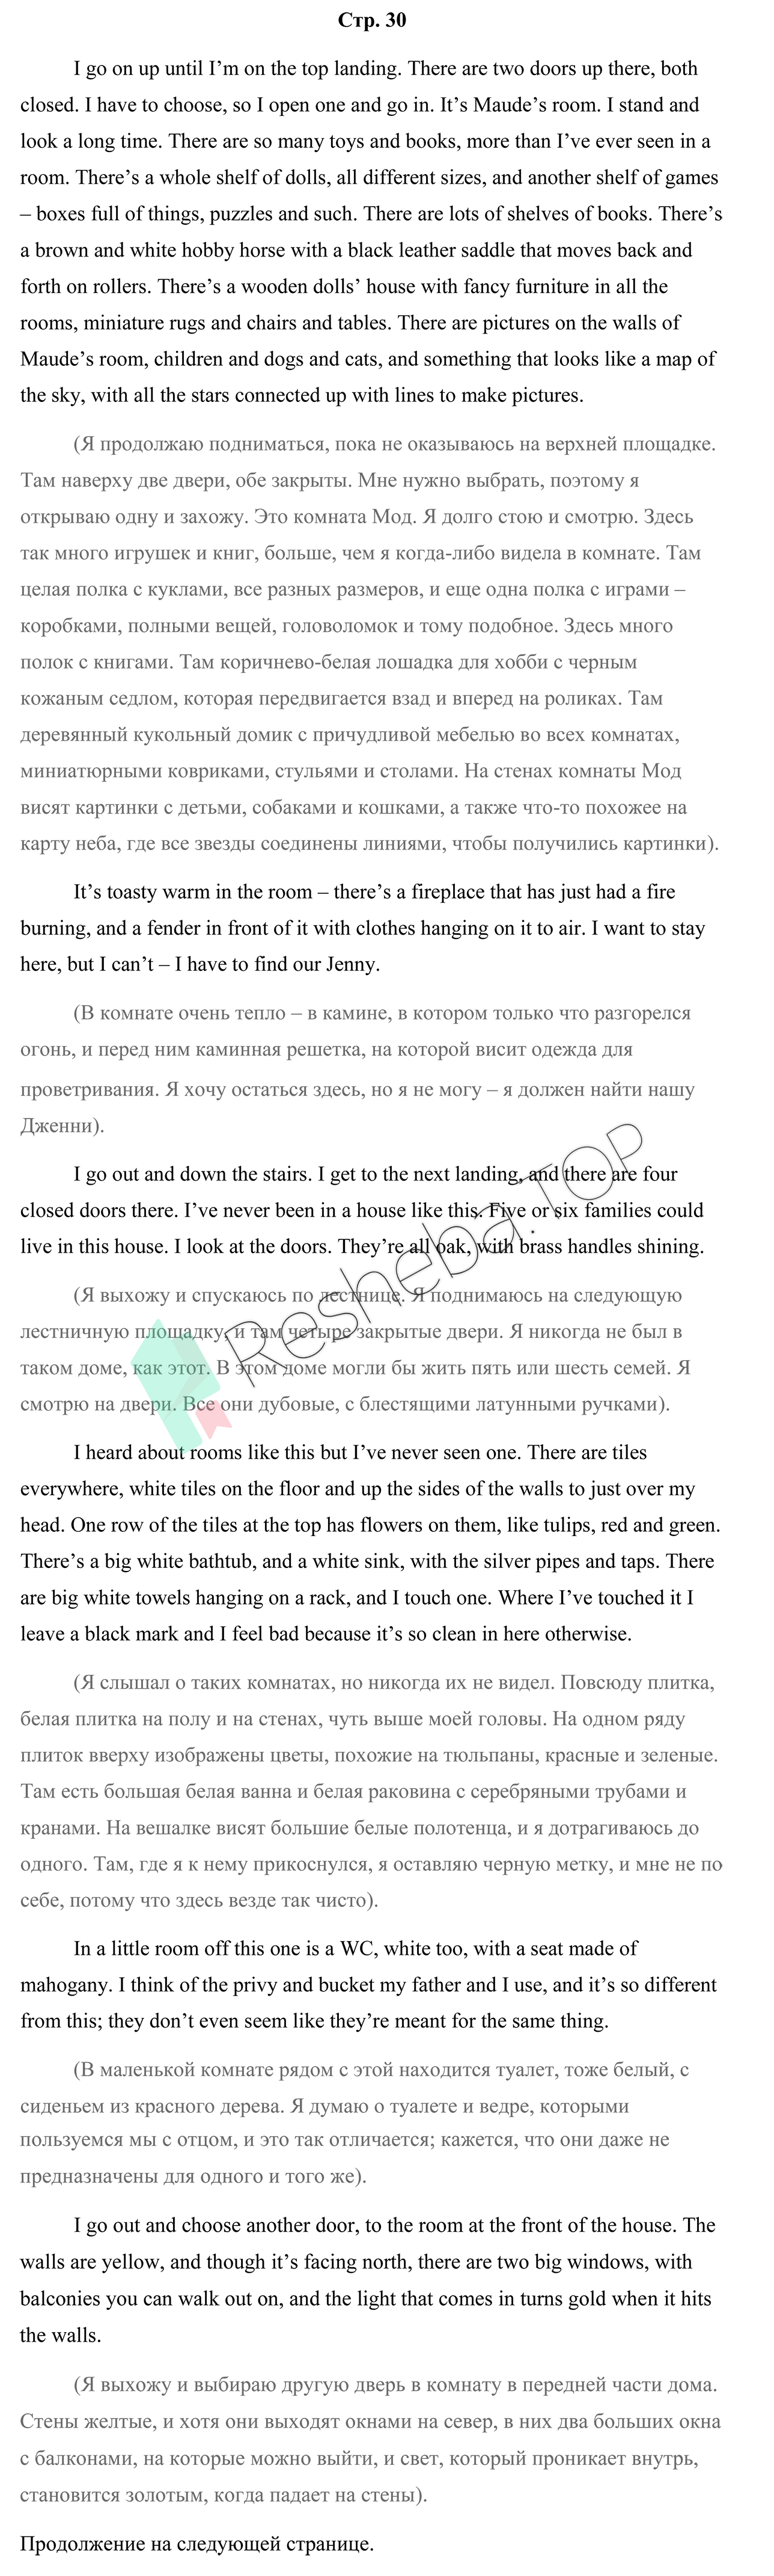 Стр. 30
I go on up until I’m on the top landing. There are two doors up there, both
closed. I have to choose, so I open one and go in. It’s Maude’s room. I stand and
look a long time. There are so many toys and books, more than I’ve ever seen in a
room. There’s a whole shelf of dolls, all different sizes, and another shelf of games
– boxes full of things, puzzles and such. There are lots of shelves of books. There’s
a brown and white hobby horse with a black leather saddle that moves back and
forth on rollers. There’s a wooden dolls’ house with fancy furniture in all the
rooms, miniature rugs and chairs and tables. There are pictures on the walls of
Maude’s room, children and dogs and cats, and something that looks like a map of
the sky, with all the stars connected up with lines to make pictures.
(Я продолжаю подниматься, пока не оказываюсь на верхней площадке.
Там наверху две двери, обе закрыты. Мне нужно выбрать, поэтому я
открываю одну и захожу. Это комната Мод. Я долго стою и смотрю. Здесь
так много игрушек и книг, больше, чем я когда-либо видела в комнате. Там
целая полка с куклами, все разных размеров, и еще одна полка с играми –
коробками, полными вещей, головоломок и тому подобное. Здесь много
полок с книгами. Там коричнево-белая лошадка для хобби с черным
кожаным седлом, которая передвигается взад и вперед на роликах. Там
деревянный кукольный домик с причудливой мебелью во всех комнатах,
миниатюрными ковриками, стульями и столами. На стенах комнаты Мод
висят картинки с детьми, собаками и кошками, а также что-то похожее на
карту неба, где все звезды соединены линиями, чтобы получились картинки).
It’s toasty warm in the room – there’s a fireplace that has just had a fire
burning, and a fender in front of it with clothes hanging on it to air. I want to stay
here, but I can’t – I have to find our Jenny.
(В комнате очень тепло – в камине, в котором только что разгорелся
огонь, и перед ним каминная решетка, на которой висит одежда для
проветривания. Я хочу остаться здесь, но я не могу – я должен найти нашу
Дженни).
I go out and down the stairs. I get to the next landing, and there are four
closed doors there. I’ve never been in a house like this. Five or six families could
live in this house. I look at the doors. They’re all oak, with brass handles shining.
(Я выхожу и спускаюсь по лестнице. Я поднимаюсь на следующую
лестничную площадку, и там четыре закрытые двери. Я никогда не был в
таком доме, как этот. В этом доме могли бы жить пять или шесть семей. Я
смотрю на двери. Все они дубовые, с блестящими латунными ручками).
Resheba.TOP
I heard about rooms like this but I’ve never seen one. There are tiles
everywhere, white tiles on the floor and up the sides of the walls to just over my
head. One row of the tiles at the top has flowers on them, like tulips, red and green.
There’s a big white bathtub, and a white sink, with the silver pipes and taps. There
are big white towels hanging on a rack, and I touch one. Where I’ve touched it I
leave a black mark and I feel bad because it’s so clean in here otherwise.
(Я слышал о таких комнатах, но никогда их не видел. Повсюду плитка,
белая плитка на полу и на стенах, чуть выше моей головы. На одном ряду
плиток вверху изображены цветы, похожие на тюльпаны, красные и зеленые.
Там есть большая белая ванна и белая раковина с серебряными трубами и
кранами. На вешалке висят большие белые полотенца, и я дотрагиваюсь до
одного. Там, где я к нему прикоснулся, я оставляю черную метку, и мне не по
себе, потому что здесь везде так чисто).
In a little room off this one is a WC, white too, with a seat made of
mahogany. I think of the privy and bucket my father and I use, and it’s so different
from this; they don’t even seem like they’re meant for the same thing.
(В маленькой комнате рядом с этой находится туалет, тоже белый, с
сиденьем из красного дерева. Я думаю о туалете и ведре, которыми
пользуемся мы с отцом, и это так отличается; кажется, что они даже не
предназначены для одного и того же).
I go out and choose another door, to the room at the front of the house. The
walls are yellow, and though it’s facing north, there are two big windows, with
balconies you can walk out on, and the light that comes in turns gold when it hits
the walls.
(Я выхожу и выбираю другую дверь в комнату в передней части дома.
Стены желтые, и хотя они выходят окнами на север, в них два больших окна
с балконами, на которые можно выйти, и свет, который проникает внутрь,
становится золотым, когда падает на стены).
Продолжение на следующей странице.